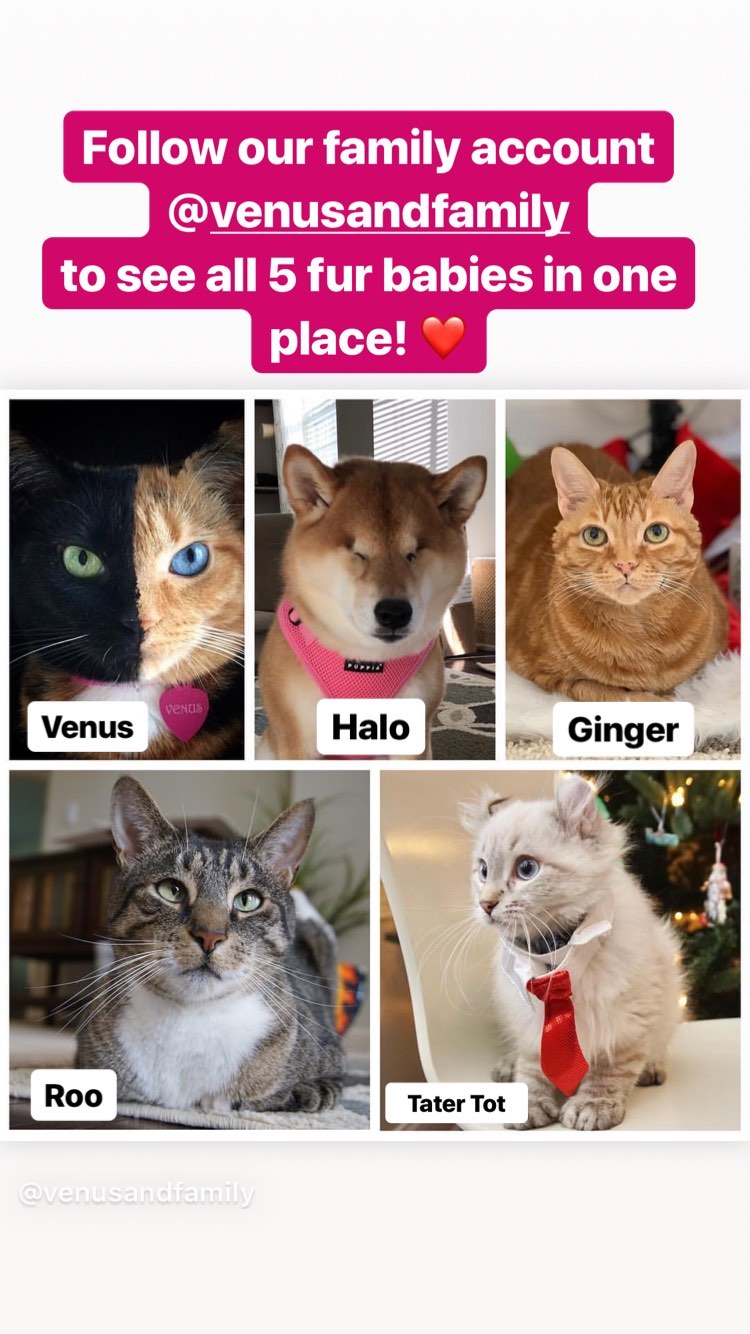 Follow our family account
@venusandfamily
to see all 5 fur babies in one
place! ❤️
VENUS
PUPPIA
Venus
Halo
Ginger
Roo
Tater Tot
@venusandfamily